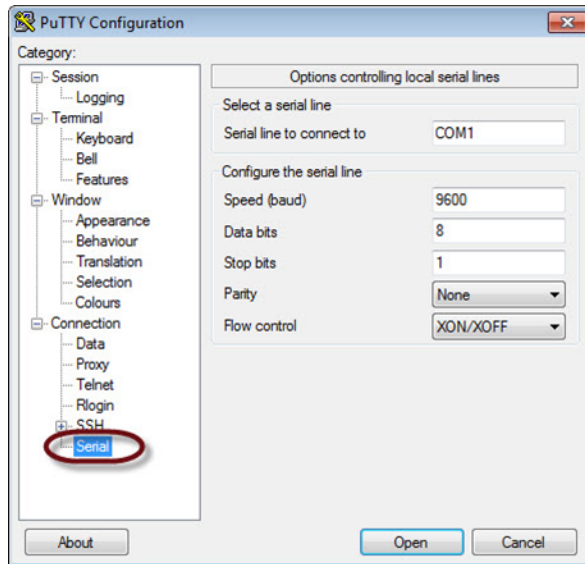 PuTTY Configuration
Category:
Session
Logging
Terminal
Keyboard
Bell
Features
Window
Appearance
Behaviour
Translation
Selection
Colours
Connection
Data
Proxy
Telnet
Rlogin
SSH
Serial
Options controlling local serial lines
Select a serial line
Serial line to connect to COM1
Configure the serial line
Speed (baud) 9600
Data bits 8
Stop bits 1
Parity None
Flow control XON/XOFF
About Open Cancel